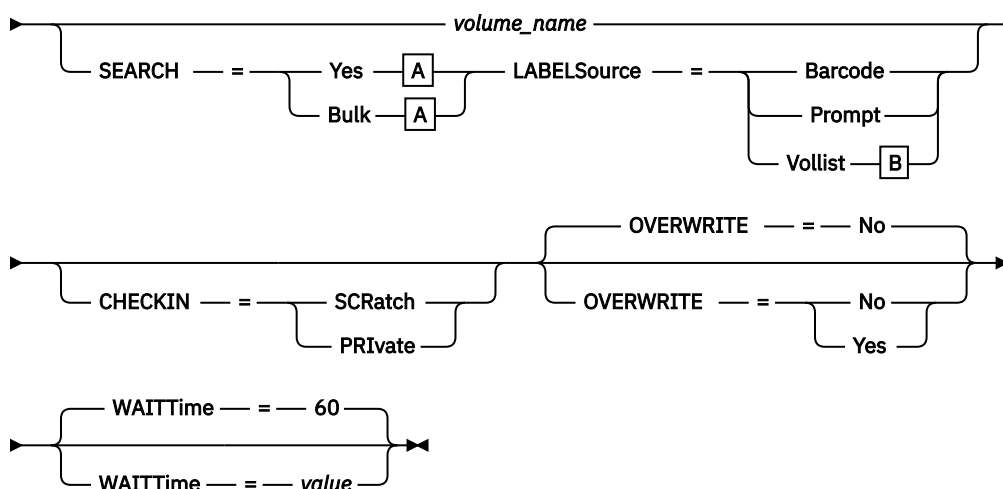 volume_name
SEARCH = Yes A LABELSource = Barcode
Bulk A Prompt
Vollist B
OVERWRITE = No
CHECKIN = SCRatch OVERWRITE = No
PRIvate Yes
WAITTime = 60
WAITTime = value